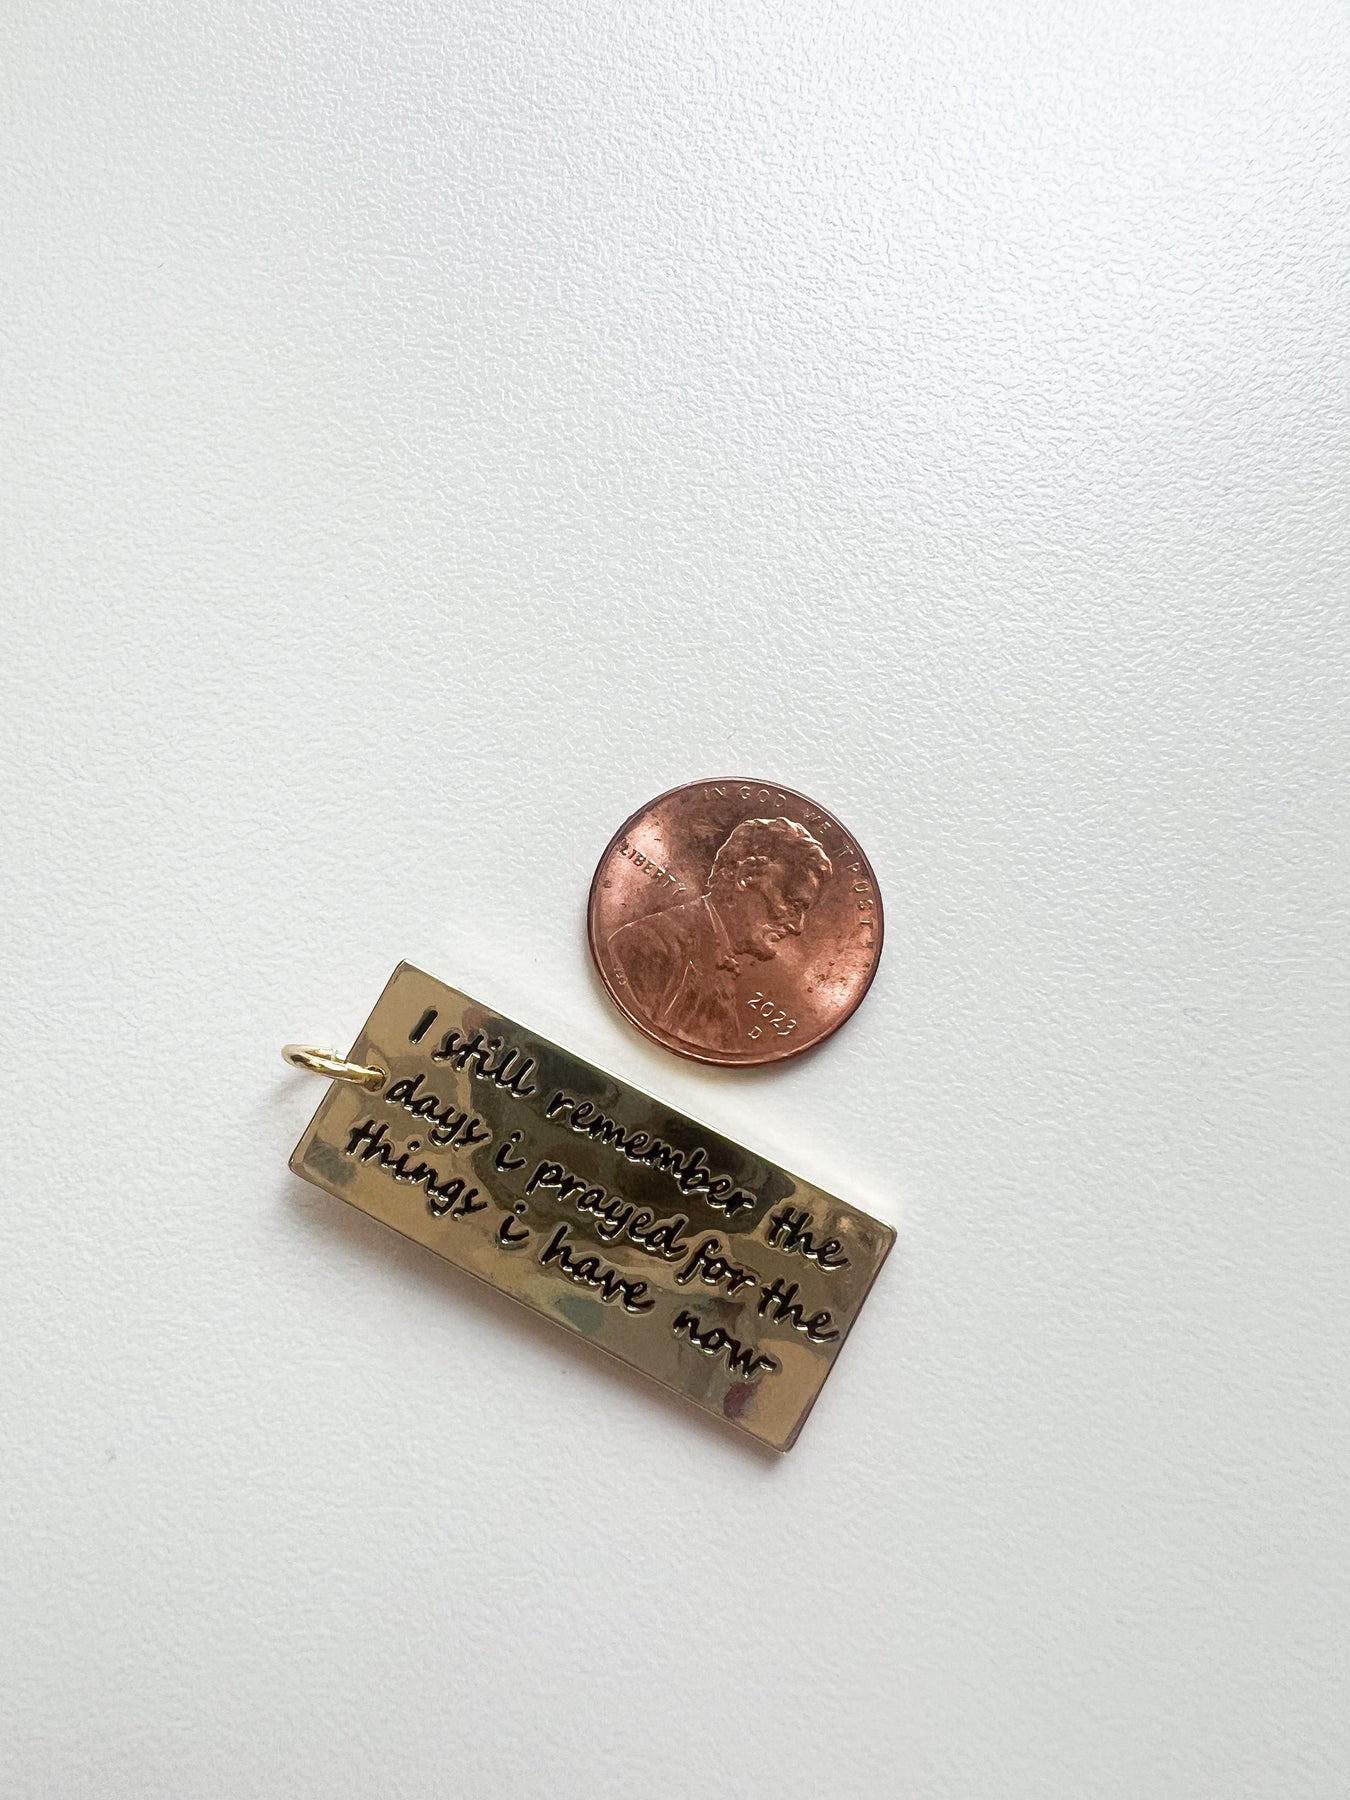 IN GOD WE TRUST
LIBERTY
2023
D
I still remember the
days i prayed for the
things i have now